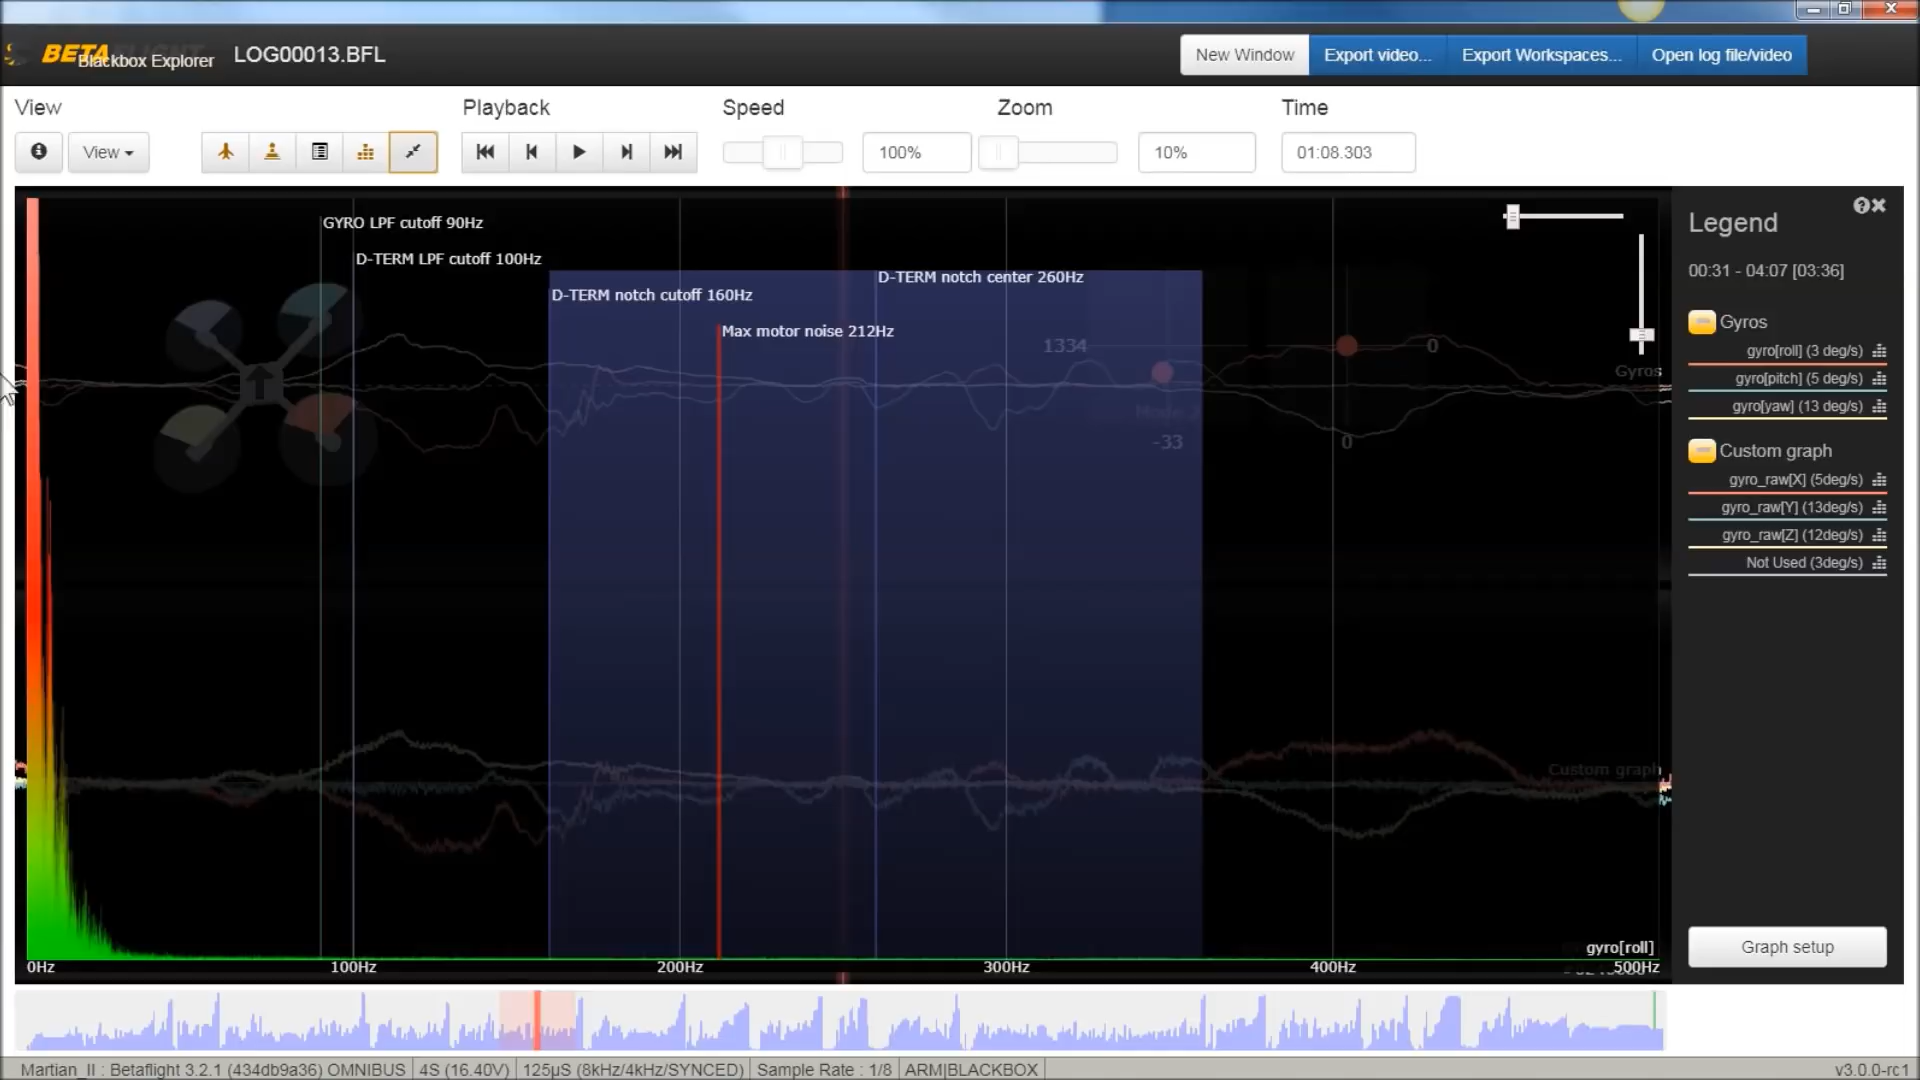 BETAFLIGHT
Blackbox Explorer
LOG00013.BFL
New Window
Export video...
Export Workspaces...
Open log file/video
View
Playback
Speed
Zoom
Time
View
100%
10%
01:08.303
GYRO LPF cutoff 90Hz
D-TERM LPF cutoff 100Hz
D-TERM notch center 260Hz
D-TERM notch cutoff 160Hz
Max motor noise 212Hz
1334
0
Gyros
-33
0
Custom graph
gyro[roll]
0Hz
100Hz
200Hz
300Hz
400Hz
500Hz
Legend
00:31 - 04:07 [03:36]
Gyros
gyro[roll] (3 deg/s)
gyro[pitch] (5 deg/s)
gyro[yaw] (13 deg/s)
Custom graph
gyro_raw[X] (5deg/s)
gyro_raw[Y] (13deg/s)
gyro_raw[Z] (12deg/s)
Not Used (3deg/s)
Graph setup
Martian_II : Betaflight 3.2.1 (434db9a36) OMNIBUS
4S (16.40V)
125µS (8kHz/4kHz/SYNCED)
Sample Rate : 1/8
ARM|BLACKBOX
v3.0.0-rc1